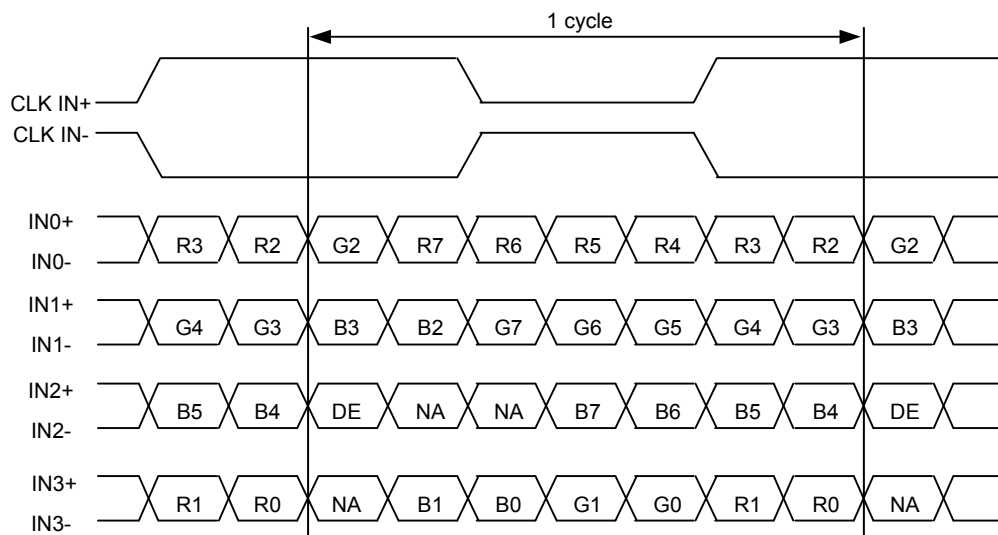 1 cycle
CLK IN+
CLK IN-
IN0+
R3 R2 G2 R7 R6 R5 R4 R3 R2 G2
IN0-
IN1+
G4 G3 B3 B2 G7 G6 G5 G4 G3 B3
IN1-
IN2+
B5 B4 DE NA NA B7 B6 B5 B4 DE
IN2-
IN3+
R1 R0 NA B1 B0 G1 G0 R1 R0 NA
IN3-